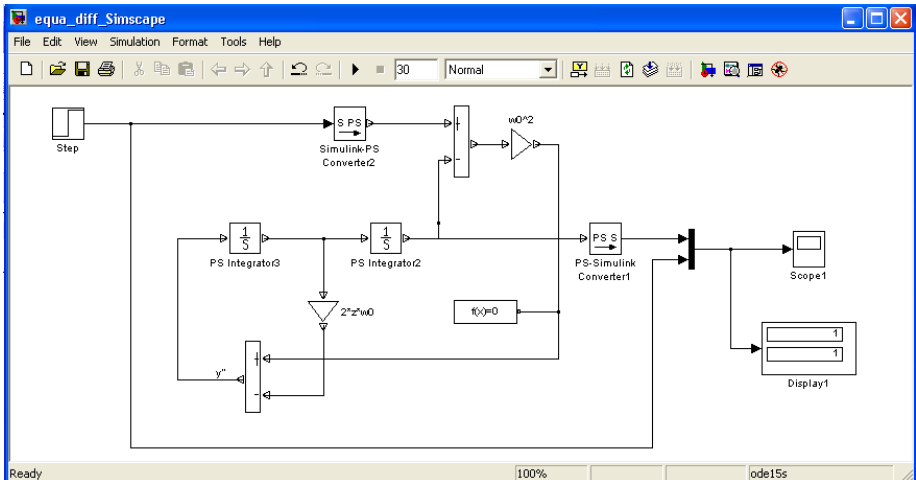 equa_diff_Simscape
File Edit View Simulation Format Tools Help
30 Normal
Step
S PS
Simulink-PS
Converter2
+
-
w0^2
1
S
PS Integrator3
1
S
PS Integrator2
PS S
PS-Simulink
Converter1
Scope1
2*z*w0
f(x)=0
1
1
Display1
y''
+
-
Ready 100% ode15s